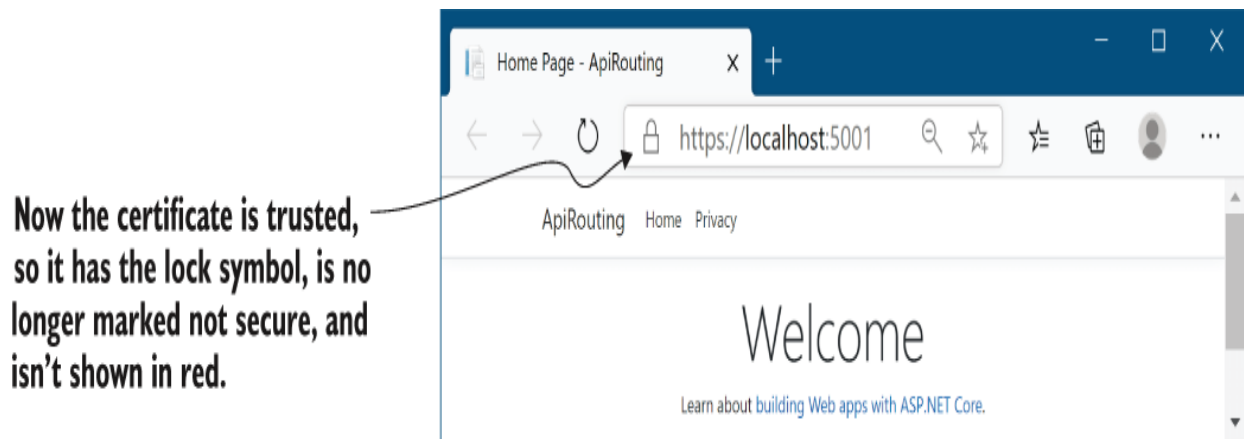 Home Page - ApiRouting
https://localhost:5001
Now the certificate is trusted,
so it has the lock symbol, is no
longer marked not secure, and
isn’t shown in red.
ApiRouting Home Privacy
Welcome
Learn about building Web apps with ASP.NET Core.